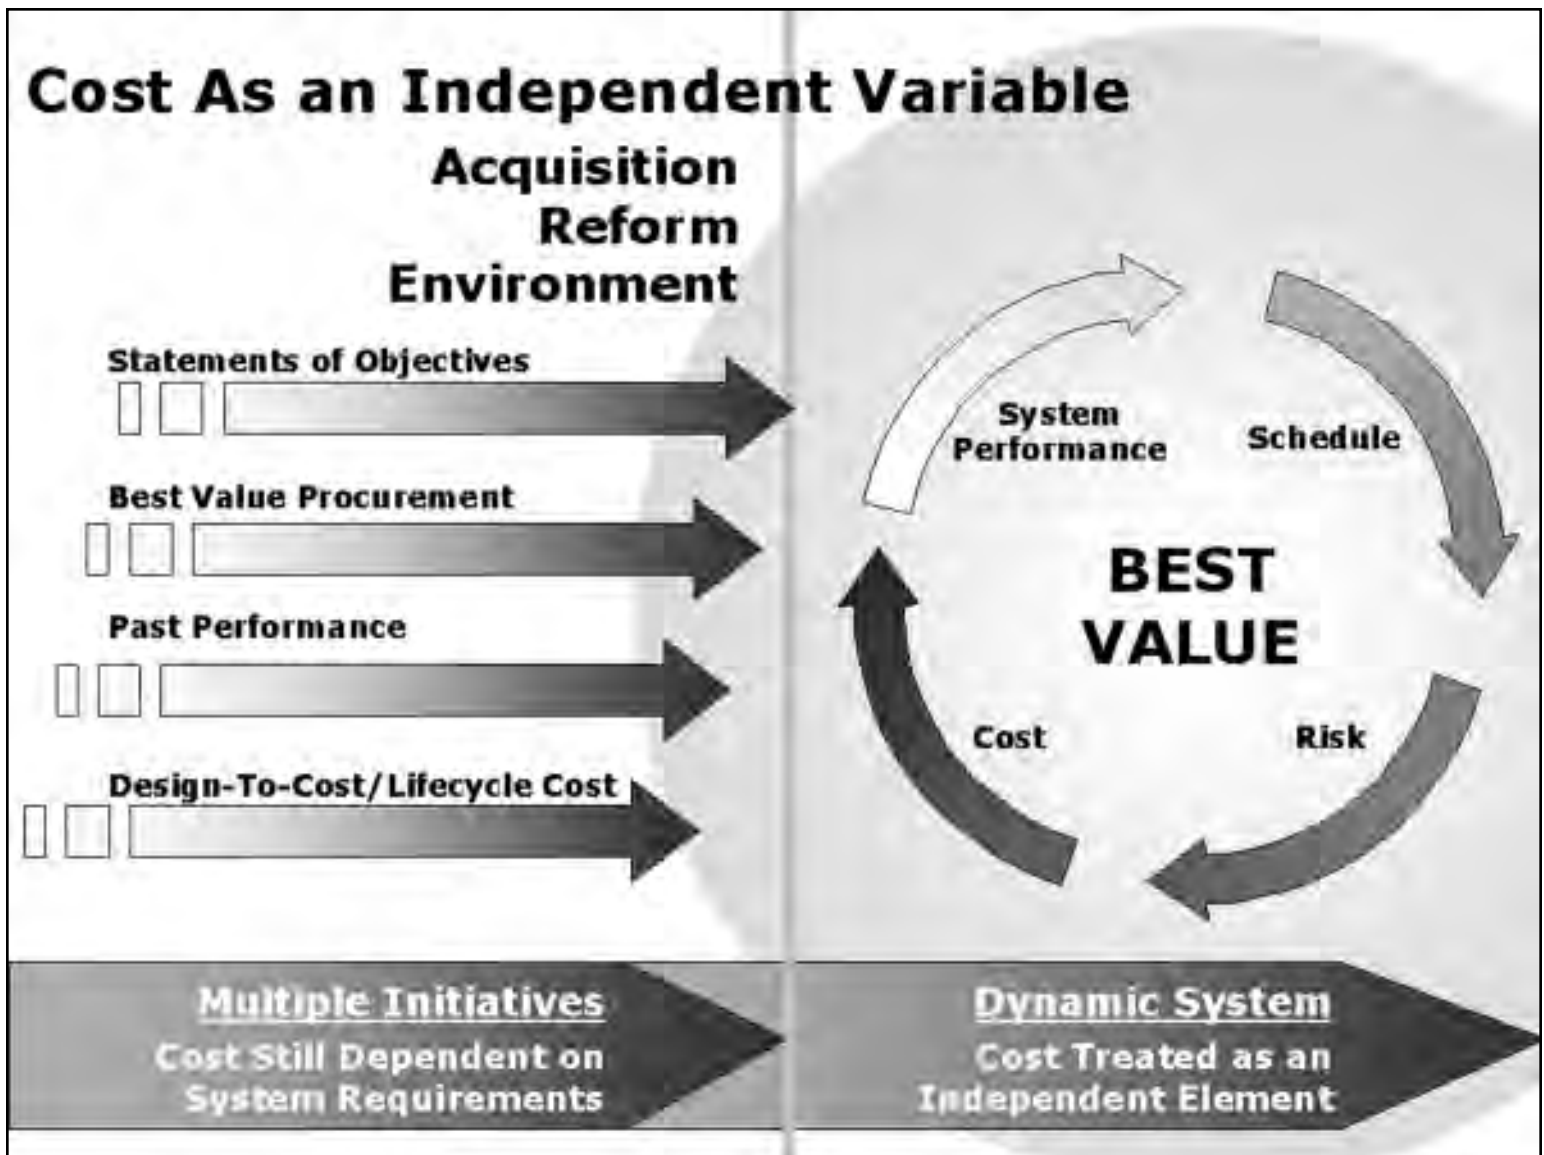 Cost As an Independent Variable
Acquisition
Reform
Environment
Statements of Objectives
Best Value Procurement
Past Performance
Design-To-Cost/Lifecycle Cost
System
Performance
Schedule
BEST
VALUE
Cost
Risk
Multiple Initiatives
Cost Still Dependent on
System Requirements
Dynamic System
Cost Treated as an
Independent Element